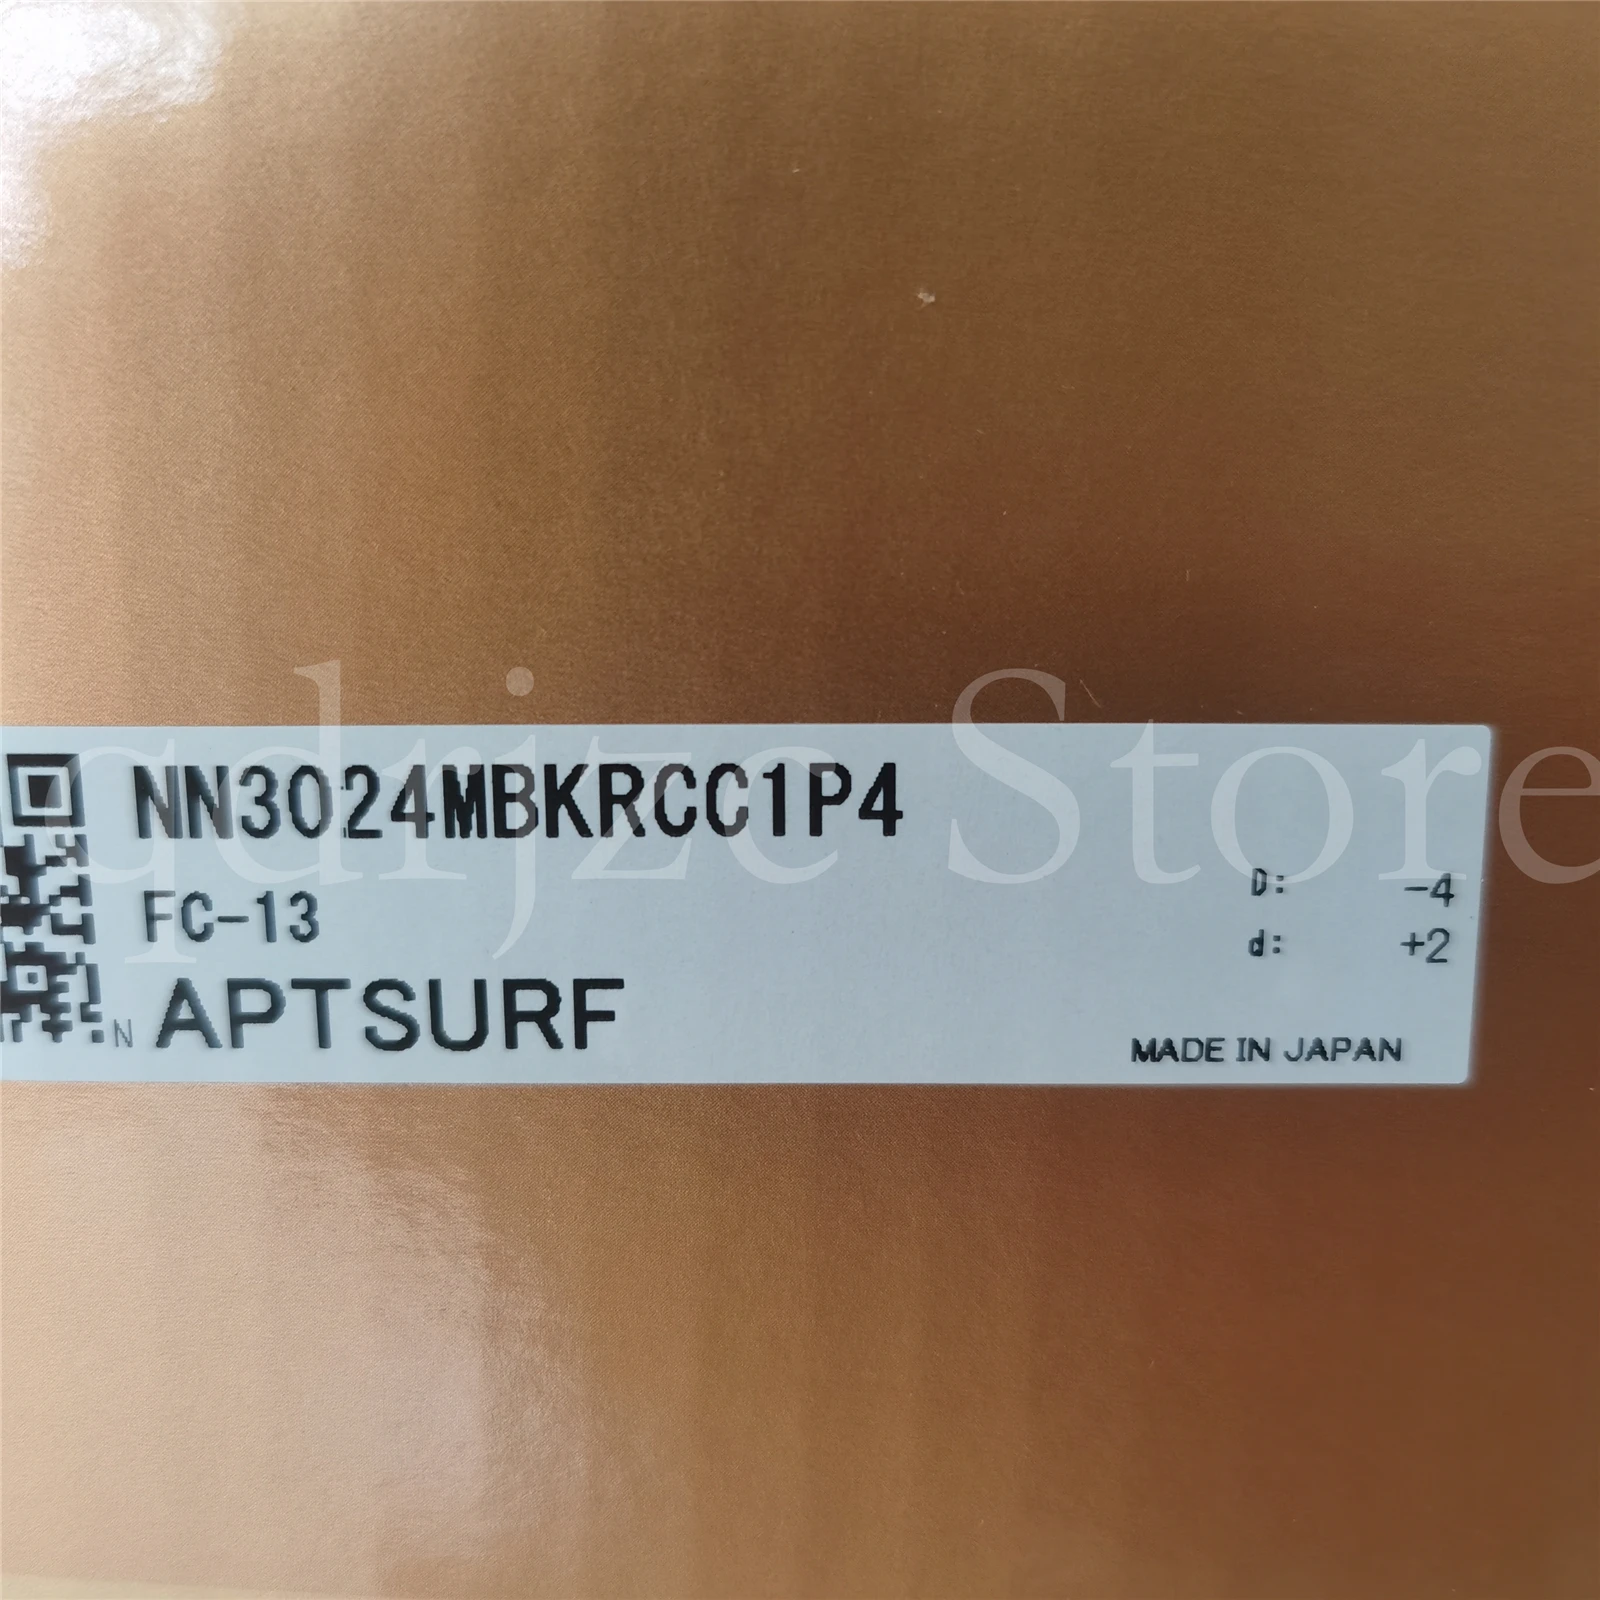 NN3024MBKRCC1P4
FC-13
D: -4
d: +2
N APTSURF
MADE IN JAPAN
qdrjzc Store